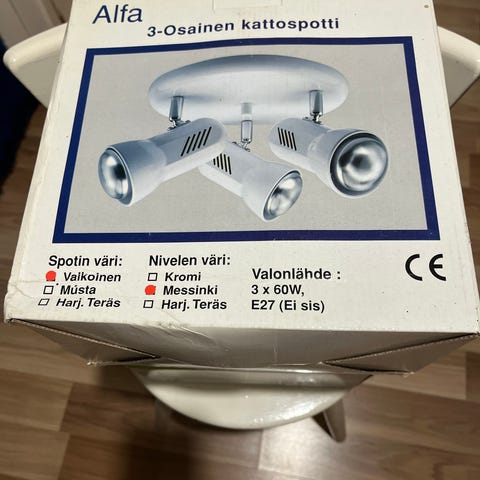 Alfa
3-Osainen kattospotti
Spotin väri:
Valkoinen
Musta
Harj. Teräs
Nivelen väri:
Kromi
Messinki
Harj. Teräs
Valonlähde :
3 x 60W,
E27 (Ei sis)
CE